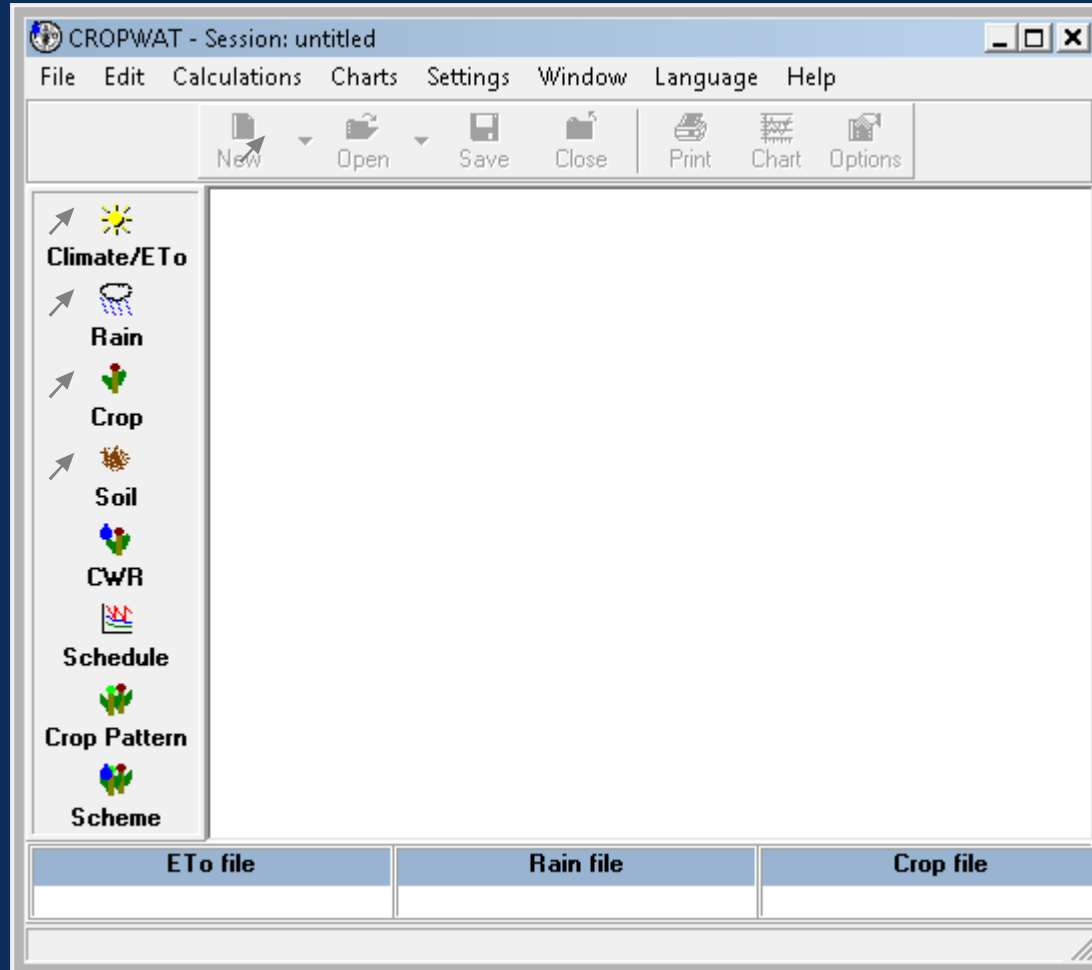 CROPWAT - Session: untitled
File Edit Calculations Charts Settings Window Language Help
New Open Save Close Print Chart Options
Climate/ETo
Rain
Crop
Soil
CWR
Schedule
Crop Pattern
Scheme
ETo file Rain file Crop file